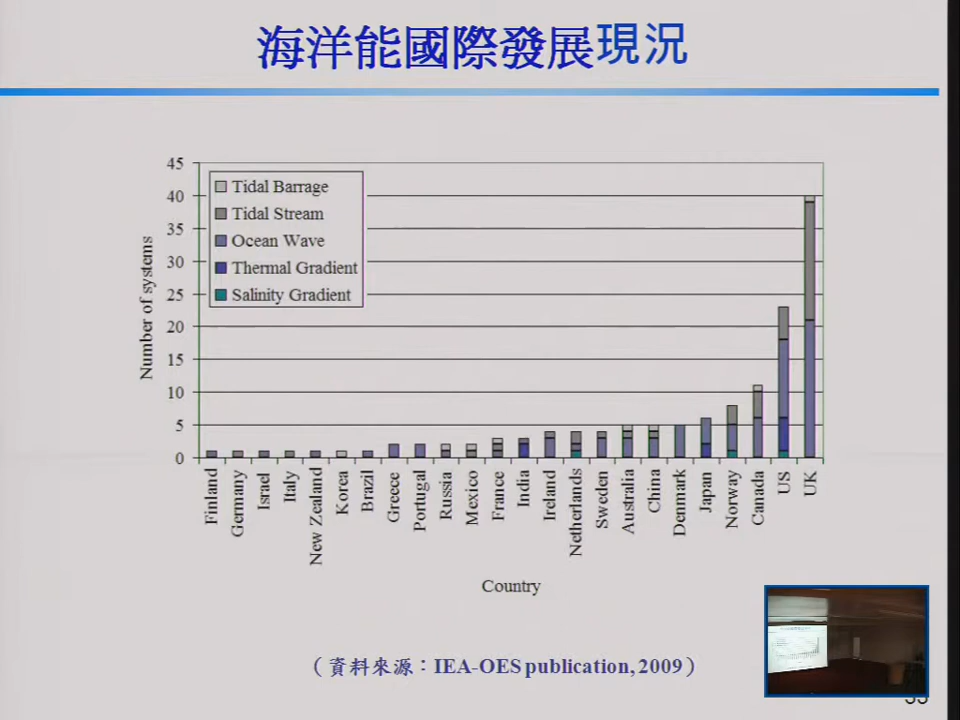 海洋能國際發展現況
45
40
35
30
25
20
15
10
5
0
Number of systems
Tidal Barrage
Tidal Stream
Ocean Wave
Thermal Gradient
Salinity Gradient
Finland
Germany
Israel
Italy
New Zealand
Korea
Brazil
Greece
Portugal
Russia
Mexico
France
India
Ireland
Netherlands
Sweden
Australia
China
Denmark
Japan
Norway
Canada
US
UK
Country
（資料來源：IEA-OES publication, 2009）